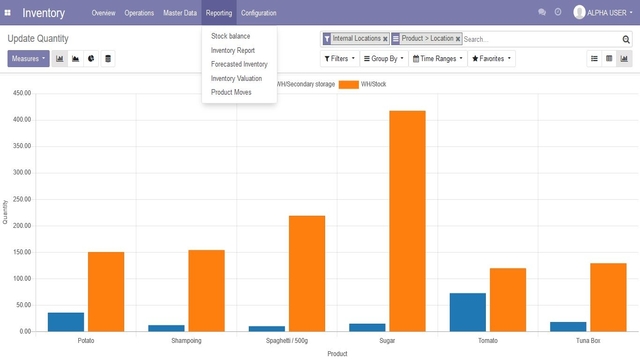 Inventory Overview Operations Master Data Reporting Configuration ALPHA USER
Update Quantity
Internal Locations Product > Location Search...
Measures Filters Group By Time Ranges Favorites
Stock balance
Inventory Report
Forecasted Inventory
Inventory Valuation
Product Moves
WH/Secondary storage WH/Stock
450.00
400.00
350.00
300.00
250.00
200.00
150.00
100.00
50.00
0.00
Quantity
Potato Shampoing Spaghetti / 500g Sugar Tomato Tuna Box
Product